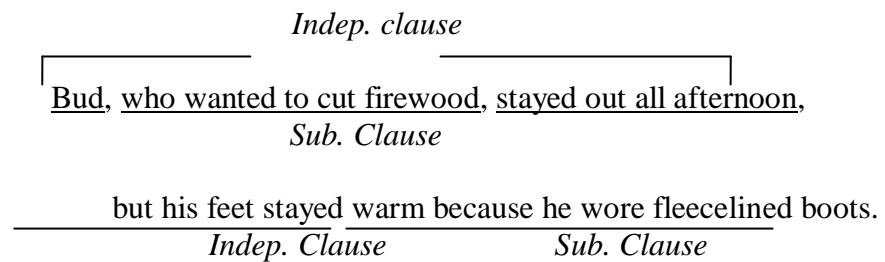 Indep. clause
Bud, who wanted to cut firewood, stayed out all afternoon,
Sub. Clause
but his feet stayed warm because he wore fleecelined boots.
Indep. Clause Sub. Clause